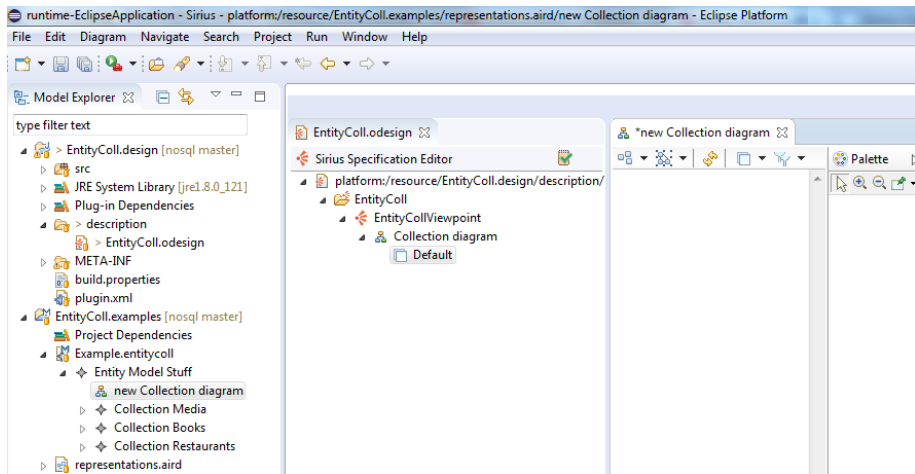 runtime-EclipseApplication - Sirius - platform:/resource/EntityColl.examples/representations.aird/new Collection diagram - Eclipse Platform
File Edit Diagram Navigate Search Project Run Window Help
Model Explorer
type filter text
> EntityColl.design [nosql master]
src
JRE System Library [jre1.8.0_121]
Plug-in Dependencies
> description
> EntityColl.odesign
META-INF
build.properties
plugin.xml
EntityColl.examples [nosql master]
Project Dependencies
Example.entitycoll
Entity Model Stuff
new Collection diagram
Collection Media
Collection Books
Collection Restaurants
representations.aird
EntityColl.odesign
Sirius Specification Editor
platform:/resource/EntityColl.design/description/
EntityColl
EntityCollViewpoint
Collection diagram
Default
*new Collection diagram
Palette